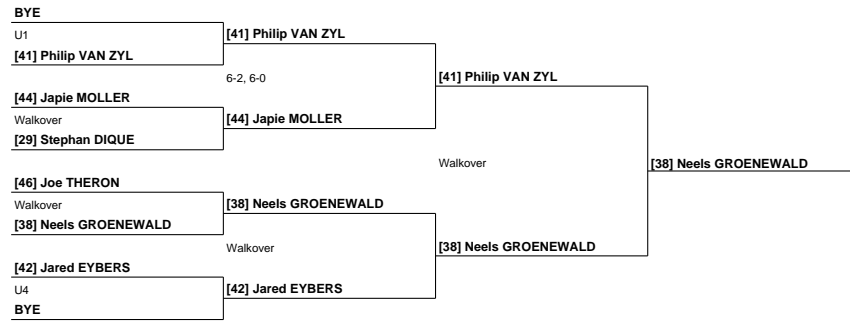 BYE
U1
[41] Philip VAN ZYL
[41] Philip VAN ZYL
6-2, 6-0
[41] Philip VAN ZYL
[44] Japie MOLLER
Walkover
[44] Japie MOLLER
[29] Stephan DIQUE
Walkover
[38] Neels GROENEWALD
[46] Joe THERON
Walkover
[38] Neels GROENEWALD
[38] Neels GROENEWALD
Walkover
[38] Neels GROENEWALD
[42] Jared EYBERS
U4
[42] Jared EYBERS
BYE